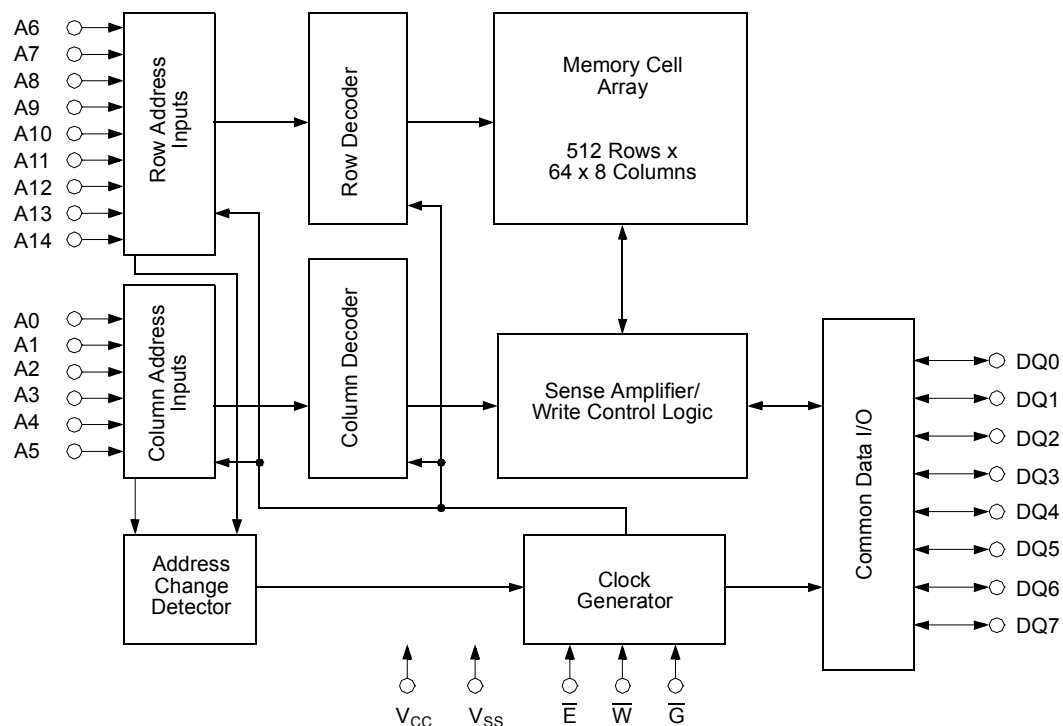 A6
A7
A8
A9
A10
A11
A12
A13
A14
Row Address
Inputs
Row Decoder
Memory Cell
Array
512 Rows x
64 x 8 Columns
A0
A1
A2
A3
A4
A5
Column Address
Inputs
Column Decoder
Sense Amplifier/
Write Control Logic
Common Data I/O
DQ0
DQ1
DQ2
DQ3
DQ4
DQ5
DQ6
DQ7
Address
Change
Detector
Clock
Generator
VCC
VSS
E̅
W̅
G̅